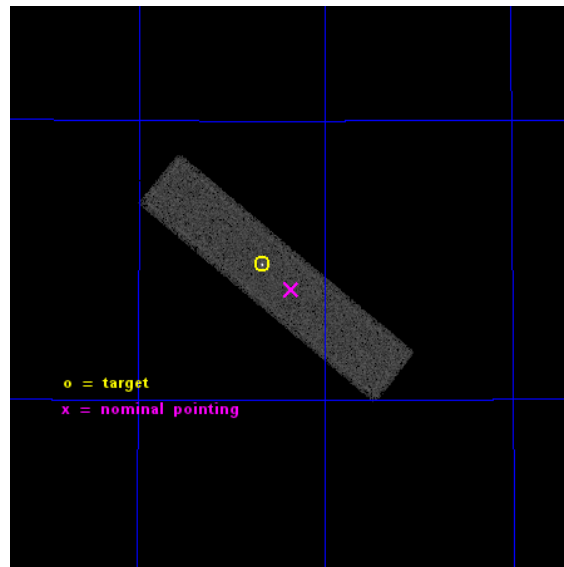 o = target
x = nominal pointing